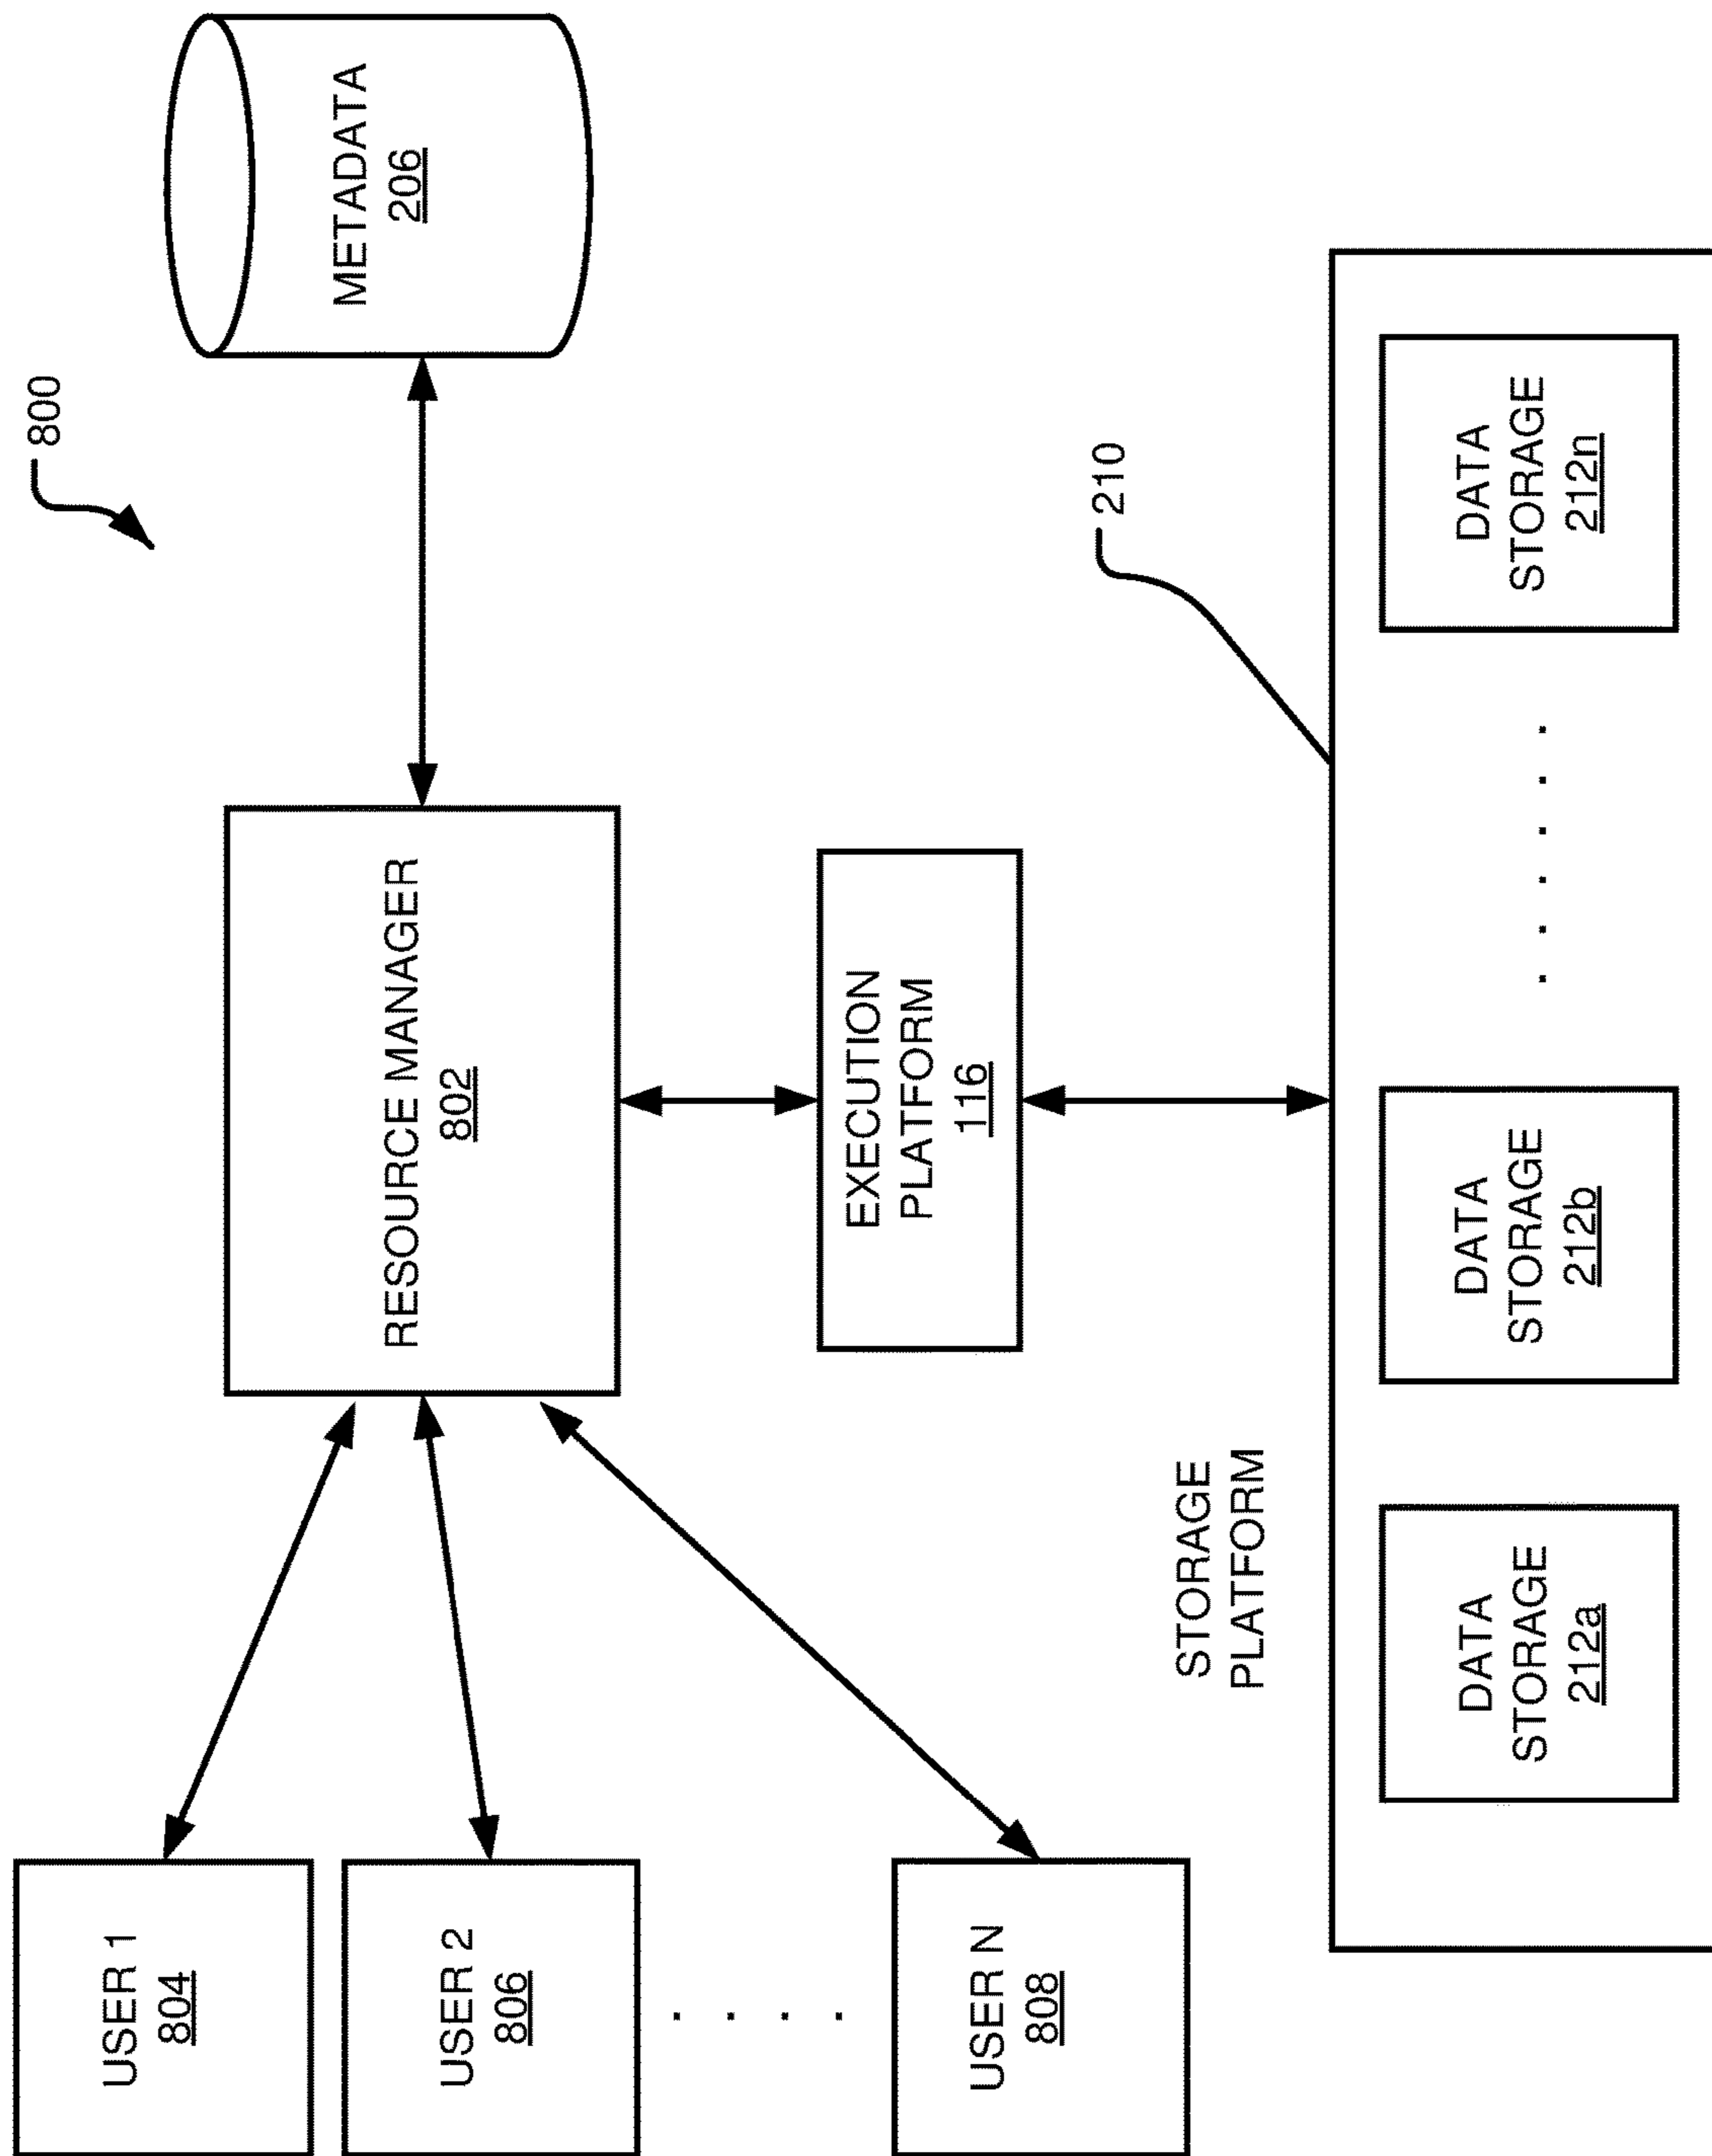 800
USER 1
804
USER 2
806
. . . .
USER N
808
RESOURCE MANAGER
802
METADATA
206
EXECUTION
PLATFORM
116
STORAGE
PLATFORM
210
DATA
STORAGE
212a
DATA
STORAGE
212b
. . . . . .
DATA
STORAGE
212n